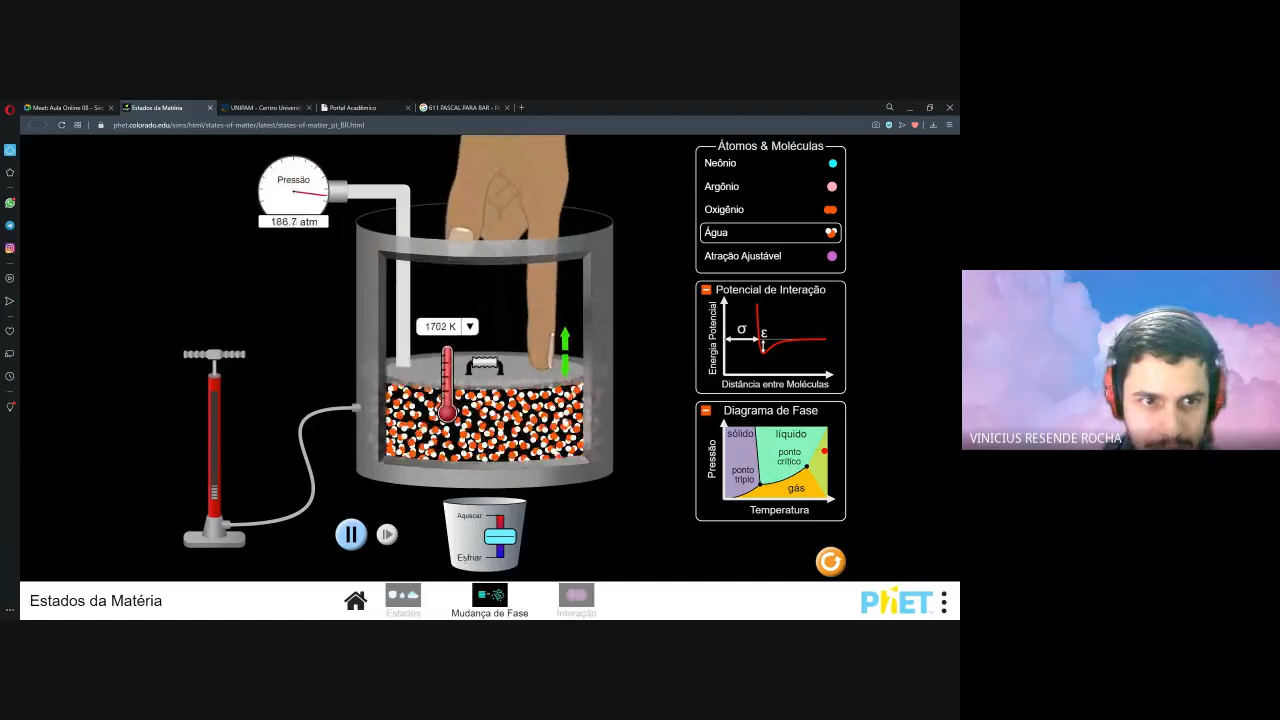 Meet: Aula Online 08 - Sist
Estados da Matéria
UNIPAM - Centro Universi
Portal Acadêmico
611 PASCAL PARA BAR - P
phet.colorado.edu/sims/html/states-of-matter/latest/states-of-matter_pt_BR.html
Pressão
186.7 atm
1702 K
Átomos & Moléculas
Neônio
Argônio
Oxigênio
Água
Atração Ajustável
Potencial de Interação
Energia Potencial
σ
ε
Distância entre Moléculas
Diagrama de Fase
Pressão
sólido
líquido
ponto
crítico
ponto
triplo
gás
Temperatura
Aquecer
Esfriar
Estados da Matéria
Estados
Mudança de Fase
Interação
PhET
VINICIUS RESENDE ROCHA